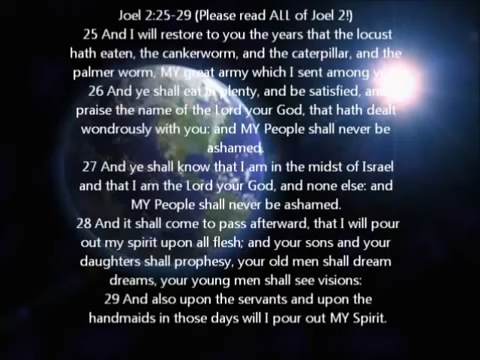 Joel 2:25-29 (Please read ALL of Joel 2!)
25 And I will restore to you the years that the locust
hath eaten, the cankerworm, and the caterpillar, and the
palmer worm, MY great army which I sent among
26 And ye shall eat in plenty, and be satisfied, and
praise the name of the Lord your God, that hath dealt
wondrously with you: and MY People shall never be
ashamed.
27 And ye shall know that I am in the midst of Israel
and that I am the Lord your God, and none else: and
MY People shall never be ashamed.
28 And it shall come to pass afterward, that I will pour
out my spirit upon all flesh; and your sons and your
daughters shall prophesy, your old men shall dream
dreams, your young men shall see visions:
29 And also upon the servants and upon the
handmaids in those days will I pour out MY Spirit.